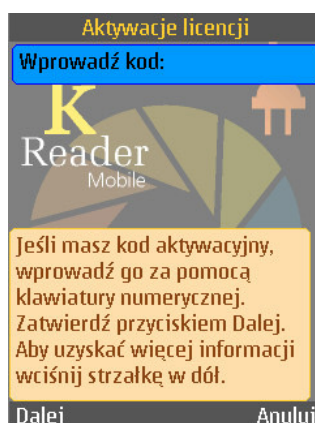 Aktywacje licencji
Wprowadź kod:
K
Reader
Mobile
Jeśli masz kod aktywacyjny,
wprowadź go za pomocą
klawiatury numerycznej.
Zatwierdź przyciskiem Dalej.
Aby uzyskać więcej informacji
wciśnij strzałkę w dół.
Dalej Anuluj